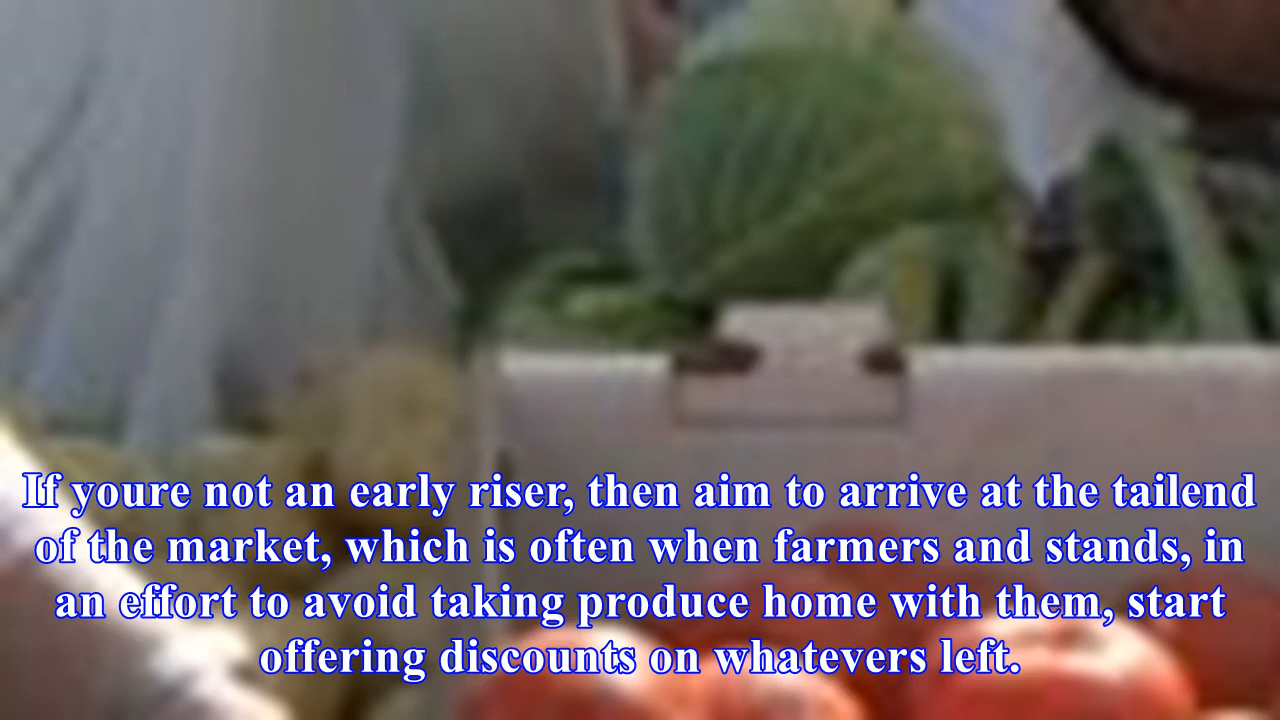 If youre not an early riser, then aim to arrive at the tailend
of the market, which is often when farmers and stands, in
an effort to avoid taking produce home with them, start
offering discounts on whatevers left.